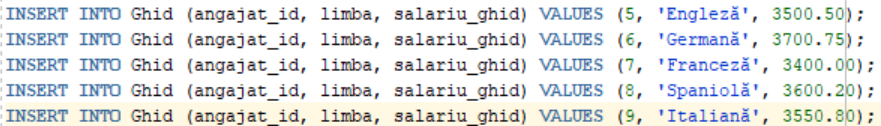 INSERT INTO Ghid (angajat_id, limba, salariu_ghid) VALUES (5, 'Engleză', 3500.50);
INSERT INTO Ghid (angajat_id, limba, salariu_ghid) VALUES (6, 'Germană', 3700.75);
INSERT INTO Ghid (angajat_id, limba, salariu_ghid) VALUES (7, 'Franceză', 3400.00);
INSERT INTO Ghid (angajat_id, limba, salariu_ghid) VALUES (8, 'Spaniolă', 3600.20);
INSERT INTO Ghid (angajat_id, limba, salariu_ghid) VALUES (9, 'Italiană', 3550.80);